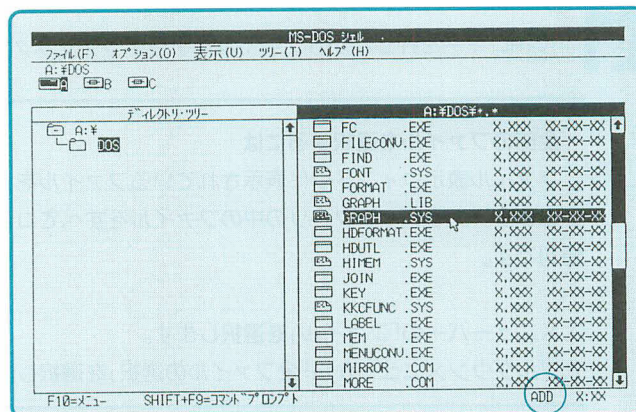 MS-DOS シェル
ファイル(F) オプション(O) 表示(U) ツリー(T) ヘルプ(H)
A:¥DOS
A B C
ディレクトリ・ツリー
A:¥
DOS
A:¥DOS¥*.*
FC .EXE X,XXX XX-XX-XX
FILECONV.EXE X,XXX XX-XX-XX
FIND .EXE X,XXX XX-XX-XX
FONT .SYS X,XXX XX-XX-XX
FORMAT .EXE X,XXX XX-XX-XX
GRAPH .LIB X,XXX XX-XX-XX
GRAPH .SYS X,XXX XX-XX-XX
HDFORMAT.EXE X,XXX XX-XX-XX
HDUTL .EXE X,XXX XX-XX-XX
HIMEM .SYS X,XXX XX-XX-XX
JOIN .EXE X,XXX XX-XX-XX
KEY .EXE X,XXX XX-XX-XX
KKCFUNC .SYS X,XXX XX-XX-XX
LABEL .EXE X,XXX XX-XX-XX
MEM .EXE X,XXX XX-XX-XX
MENUCONV.EXE X,XXX XX-XX-XX
MIRROR .COM X,XXX XX-XX-XX
MORE .COM X,XXX XX-XX-XX
F10=メニュー SHIFT+F9=コマンドプロンプト ADD X:XX